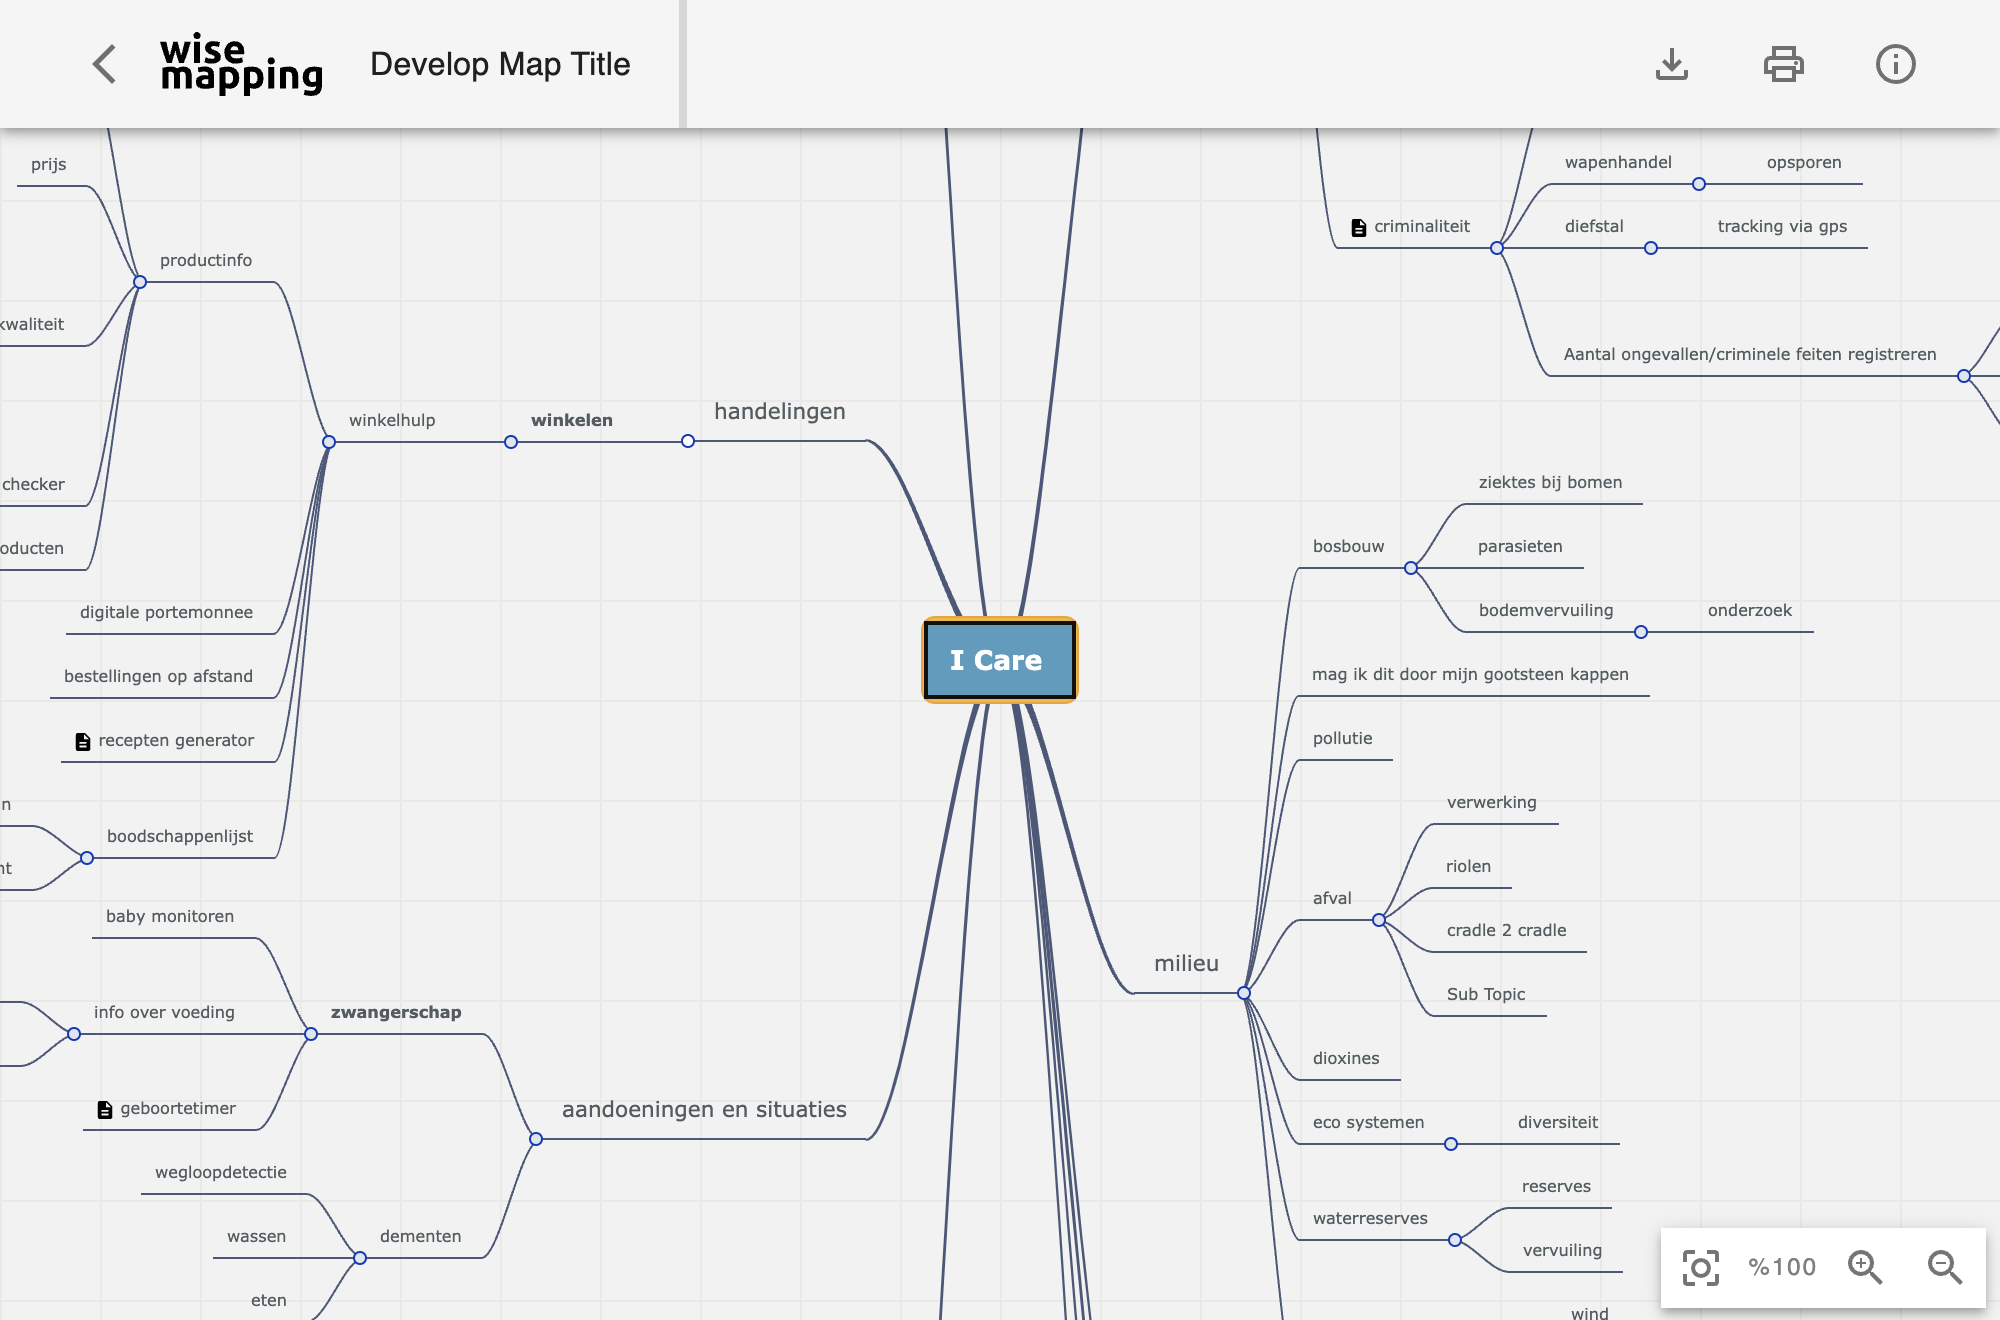 wise
mapping
Develop Map Title
prijs
productinfo
kwaliteit
checker
winkelhulp
winkelen
handelingen
digitale portemonnee
bestellingen op afstand
recepten generator
boodschappenlijst
baby monitoren
info over voeding
zwangerschap
geboortetimer
aandoeningen en situaties
wegloopdetectie
wassen
dementen
eten
I Care
wapenhandel
opsporen
criminaliteit
diefstal
tracking via gps
Aantal ongevallen/criminele feiten registreren
ziektes bij bomen
bosbouw
parasieten
bodemvervuiling
onderzoek
mag ik dit door mijn gootsteen kappen
pollutie
verwerking
riolen
afval
cradle 2 cradle
Sub Topic
milieu
dioxines
eco systemen
diversiteit
reserves
waterreserves
vervuiling
wind
%100